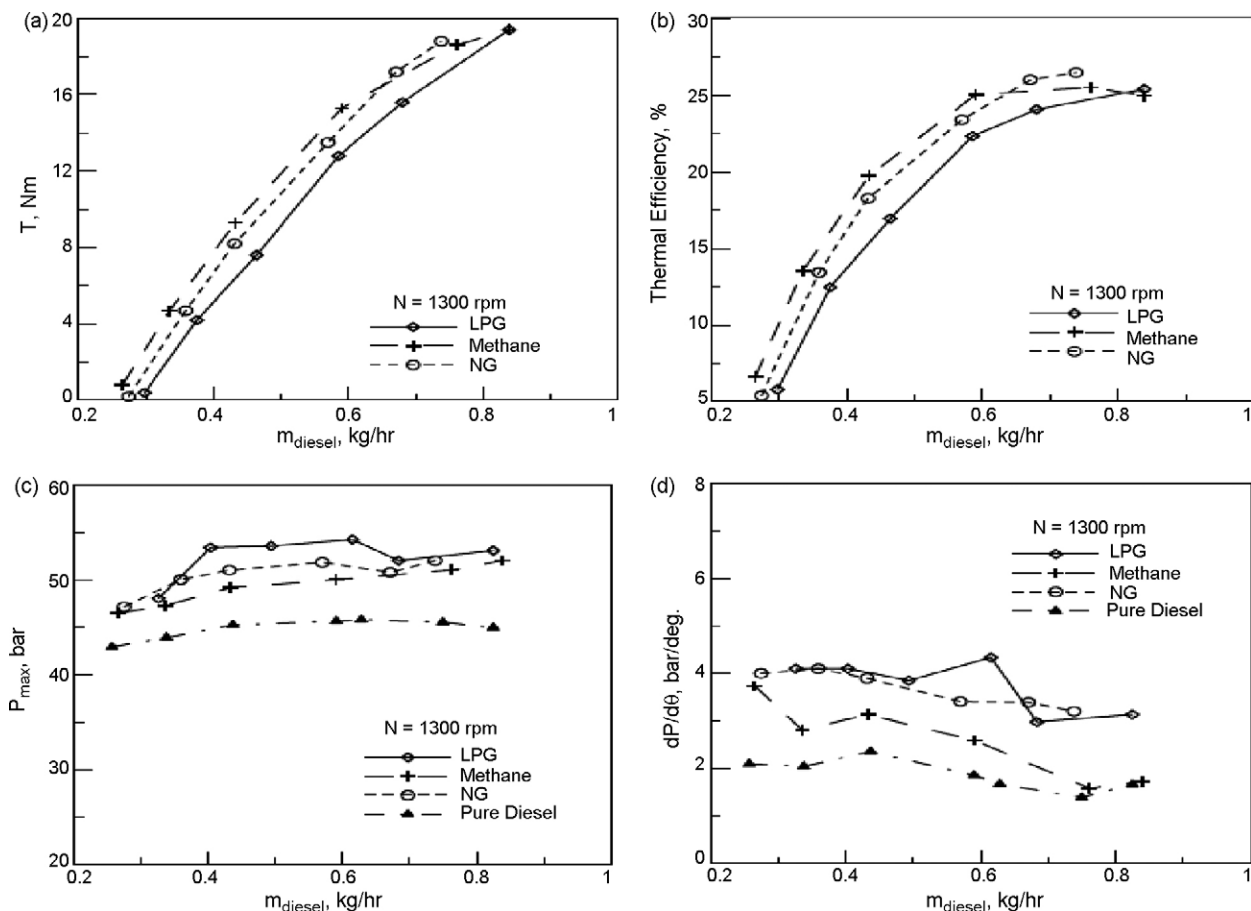 (a)
20
16
12
8
4
0
T, Nm
N = 1300 rpm
LPG
Methane
NG
0.2 0.4 0.6 0.8 1
m_diesel, kg/hr
(b)
30
25
20
15
10
5
Thermal Efficiency, %
N = 1300 rpm
LPG
Methane
NG
0.2 0.4 0.6 0.8 1
m_diesel, kg/hr
(c)
60
50
40
30
20
P_max, bar
N = 1300 rpm
LPG
Methane
NG
Pure Diesel
0.2 0.4 0.6 0.8 1
m_diesel, kg/hr
(d)
8
6
4
2
0
dP/dθ, bar/deg.
N = 1300 rpm
LPG
Methane
NG
Pure Diesel
0.2 0.4 0.6 0.8 1
m_diesel, kg/hr